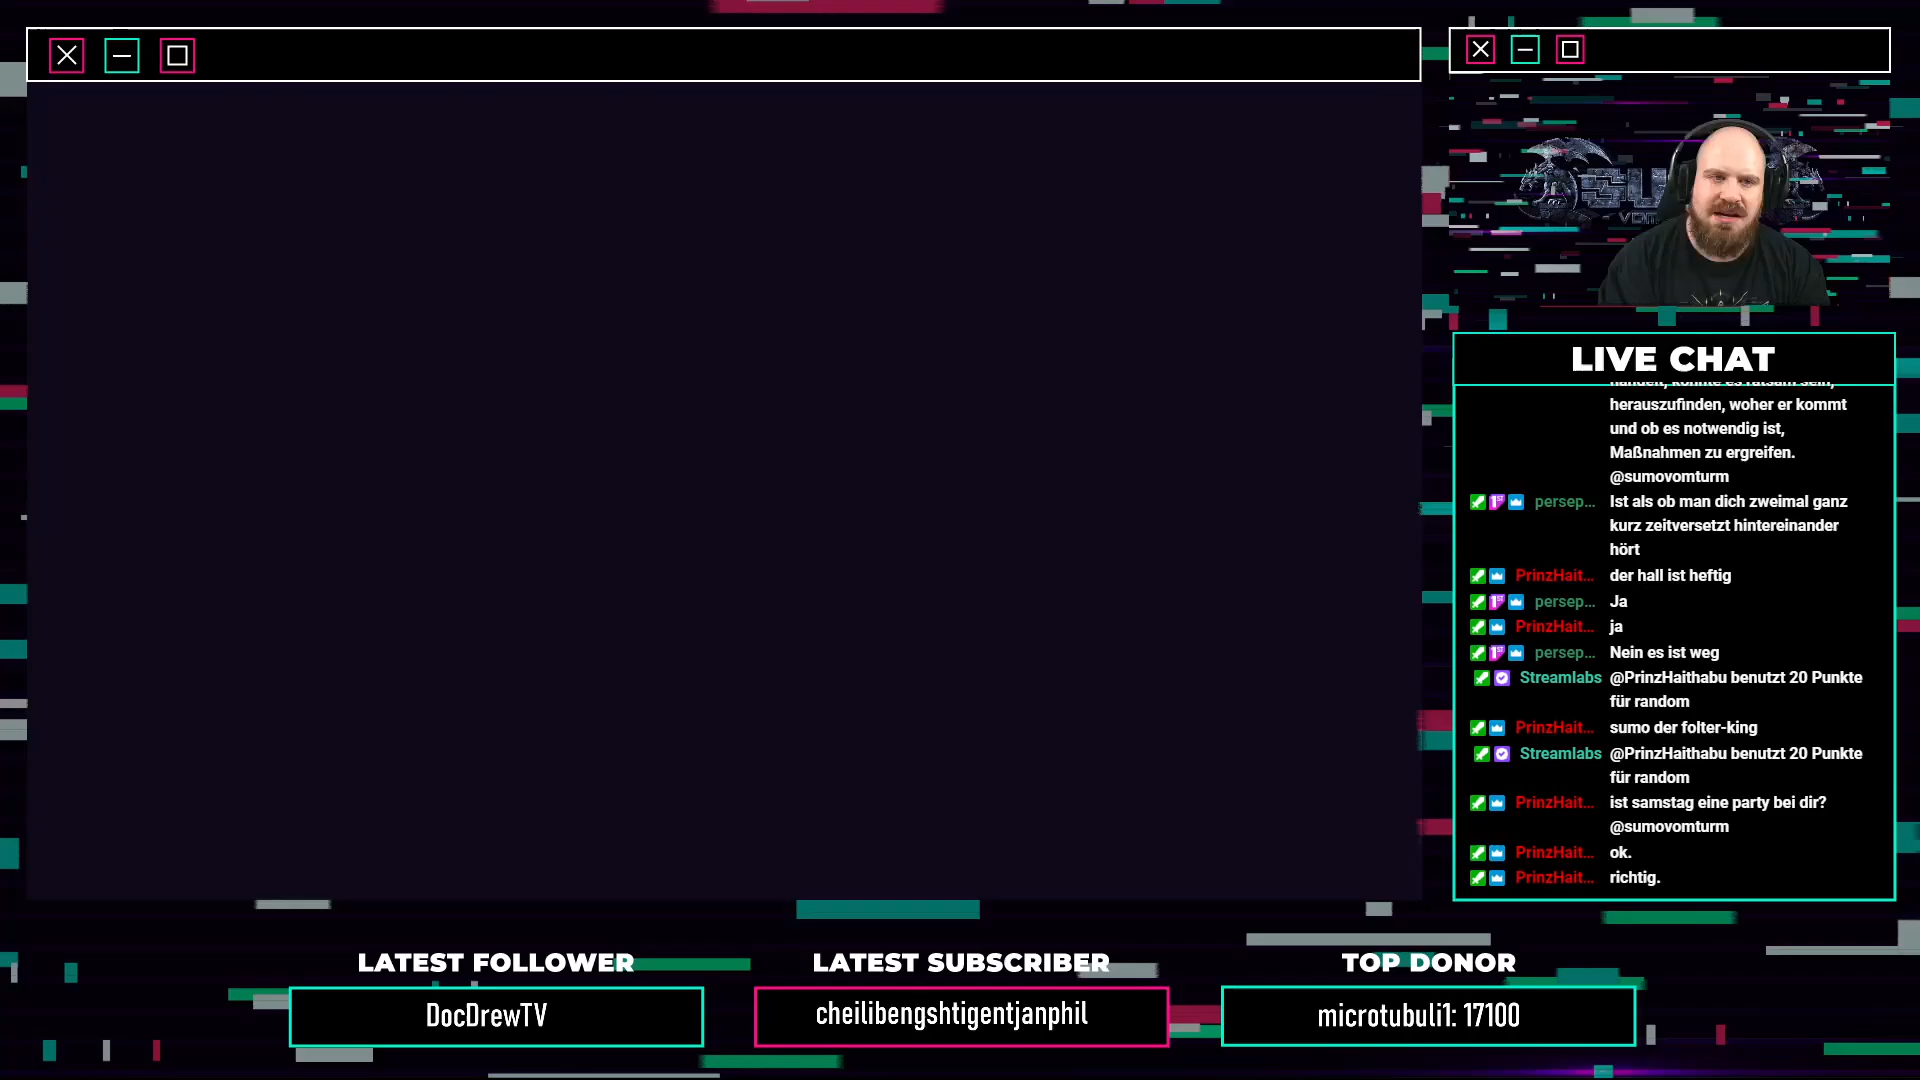 LIVE CHAT
herauszufinden, woher er kommt
und ob es notwendig ist,
Maßnahmen zu ergreifen.
@sumovomturm
persep... Ist als ob man dich zweimal ganz
kurz zeitversetzt hintereinander
hört
PrinzHait... der hall ist heftig
persep... Ja
PrinzHait... ja
persep... Nein es ist weg
Streamlabs @PrinzHaithabu benutzt 20 Punkte
für random
PrinzHait... sumo der folter-king
Streamlabs @PrinzHaithabu benutzt 20 Punkte
für random
PrinzHait... ist samstag eine party bei dir?
@sumovomturm
PrinzHait... ok.
PrinzHait... richtig.
LATEST FOLLOWER
DocDrewTV
LATEST SUBSCRIBER
cheilibengshtigentjanphil
TOP DONOR
microtubuli1: 17100